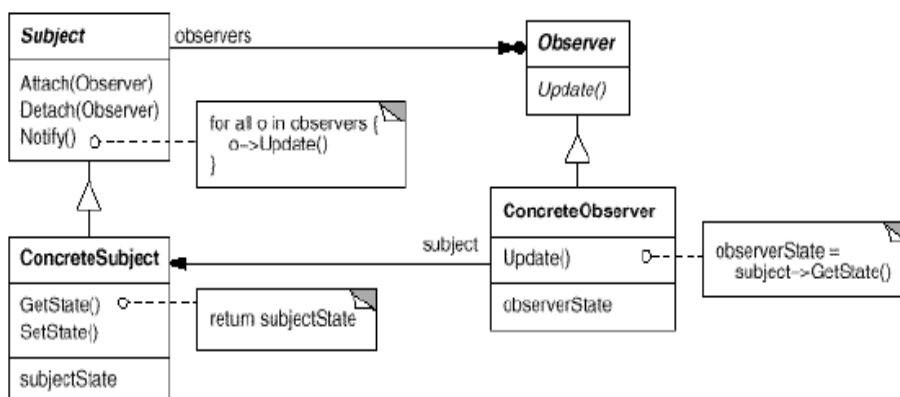 Subject
Attach(Observer)
Detach(Observer)
Notify()
observers
Observer
Update()
for all o in observers {
o->Update()
}
ConcreteSubject
GetState()
SetState()
subjectState
return subjectState
subject
ConcreteObserver
Update()
observerState
observerState =
subject->GetState()